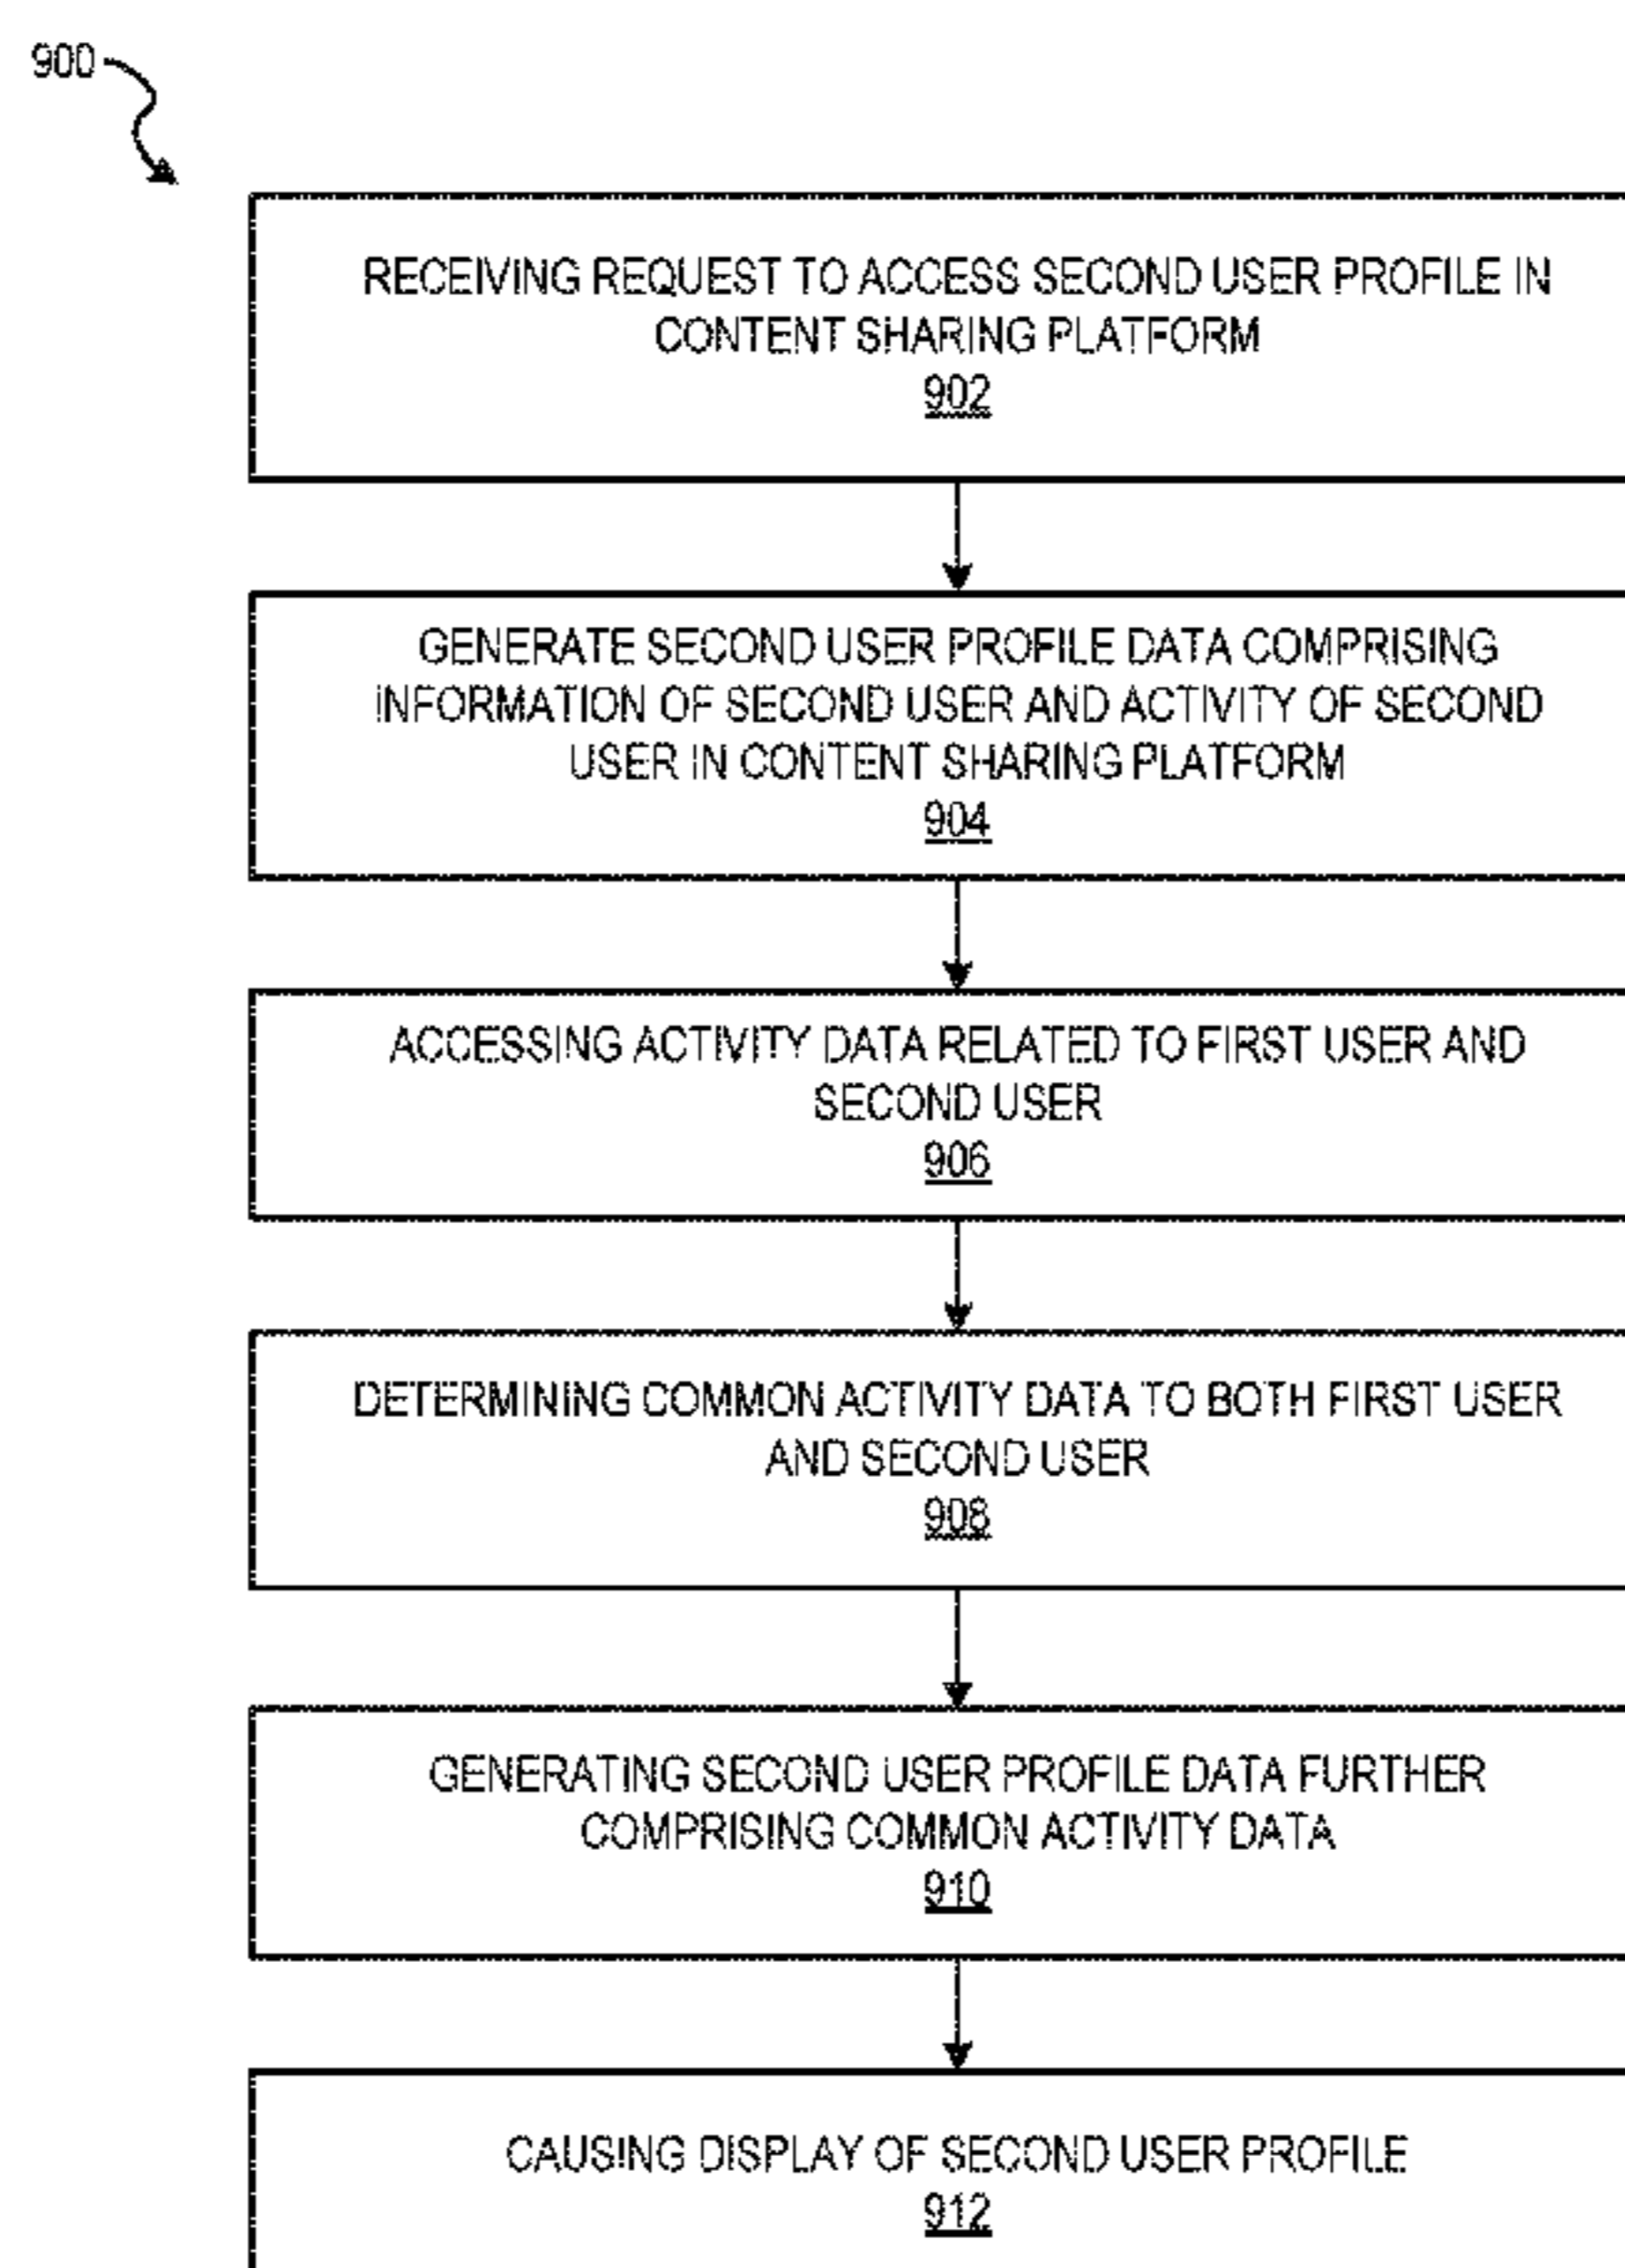 900
RECEIVING REQUEST TO ACCESS SECOND USER PROFILE IN
CONTENT SHARING PLATFORM
902
GENERATE SECOND USER PROFILE DATA COMPRISING
INFORMATION OF SECOND USER AND ACTIVITY OF SECOND
USER IN CONTENT SHARING PLATFORM
904
ACCESSING ACTIVITY DATA RELATED TO FIRST USER AND
SECOND USER
906
DETERMINING COMMON ACTIVITY DATA TO BOTH FIRST USER
AND SECOND USER
908
GENERATING SECOND USER PROFILE DATA FURTHER
COMPRISING COMMON ACTIVITY DATA
910
CAUSING DISPLAY OF SECOND USER PROFILE
912